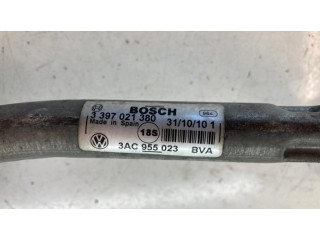 BOSCH
3 397 021 380
31/10/10 1
Made in Spain
18S
3AC 955 023 BVA